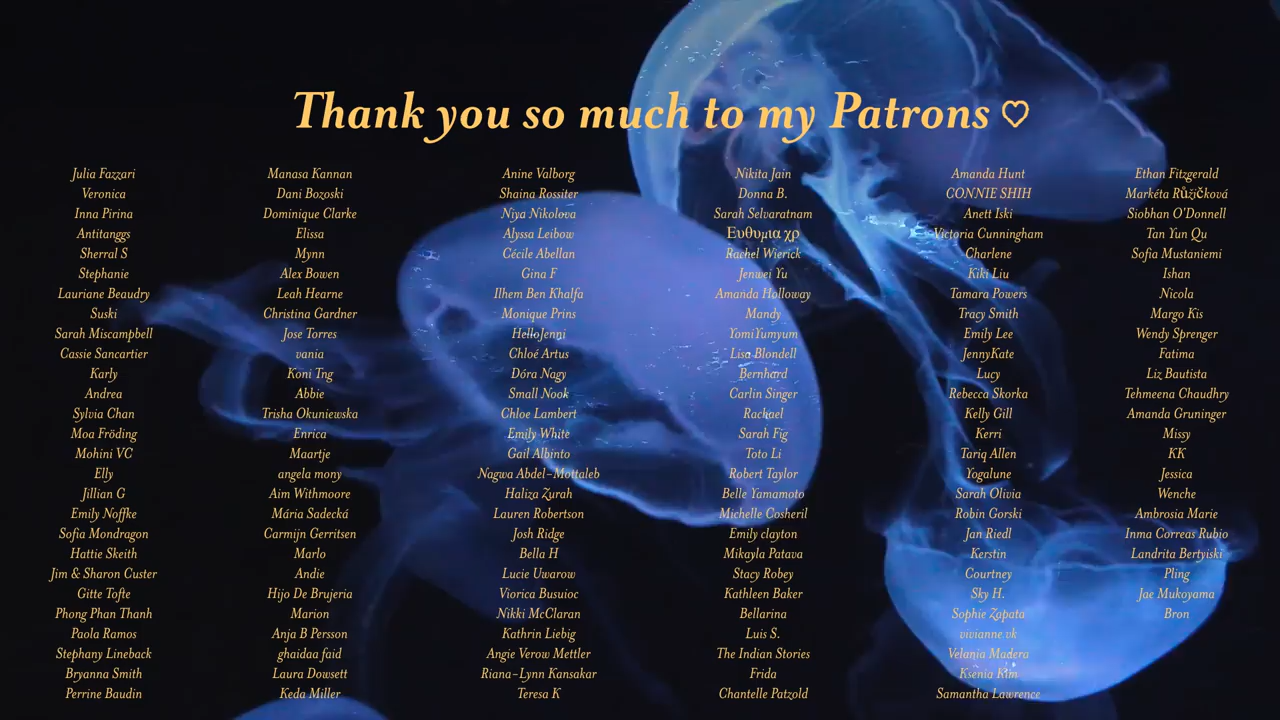 Thank you so much to my Patrons ♡
Julia Fazzari
Veronica
Inna Pirina
Antitanggs
Sherral S
Stephanie
Lauriane Beaudry
Suski
Sarah Miscampbell
Cassie Sancartier
Karly
Andrea
Sylvia Chan
Moa Fröding
Mohini VC
Elly
Jillian G
Emily Noffke
Sofia Mondragon
Hattie Skeith
Jim & Sharon Custer
Gitte Tofte
Phong Phan Thanh
Paola Ramos
Stephany Lineback
Bryanna Smith
Perrine Baudin
Manasa Kannan
Dani Bozoski
Dominique Clarke
Elissa
Mynn
Alex Bowen
Leah Hearne
Christina Gardner
Jose Torres
vania
Koni Tng
Abbie
Trisha Okuniewska
Enrica
Maartje
angela mony
Aim Withmoore
Mária Sadecká
Carmijn Gerritsen
Marlo
Andie
Hijo De Brujeria
Marion
Anja B Persson
ghaidaa faid
Laura Dowsett
Keda Miller
Anine Valborg
Shaina Rossiter
Niya Nikolova
Alyssa Leibow
Cécile Abellan
Gina F
Ilhem Ben Khalfa
Monique Prins
HelloJenni
Chloé Artus
Dóra Nagy
Small Nook
Chloe Lambert
Emily White
Gail Albinto
Nagwa Abdel-Mottaleb
Haliza Zurah
Lauren Robertson
Josh Ridge
Bella H
Lucie Uwarow
Viorica Busuioc
Nikki McClaran
Kathrin Liebig
Angie Verow Mettler
Riana-Lynn Kansakar
Teresa K
Nikita Jain
Donna B.
Sarah Selvaratnam
Ευθυμια χρ
Rachel Wierick
Jenwei Yu
Amanda Holloway
Mandy
YomiYumyum
Lisa Blondell
Bernhard
Carlin Singer
Rachael
Sarah Fig
Toto Li
Robert Taylor
Belle Yamamoto
Michelle Cosheril
Emily clayton
Mikayla Patava
Stacy Robey
Kathleen Baker
Bellarina
Luis S.
The Indian Stories
Frida
Chantelle Patzold
Amanda Hunt
CONNIE SHIH
Anett Iski
Victoria Cunningham
Charlene
Kiki Liu
Tamara Powers
Tracy Smith
Emily Lee
JennyKate
Lucy
Rebecca Skorka
Kelly Gill
Kerri
Tariq Allen
Yogalune
Sarah Olivia
Robin Gorski
Jan Riedl
Kerstin
Courtney
Sky H.
Sophie Zapata
vivianne.vk
Velania Madera
Ksenia Kim
Samantha Lawrence
Ethan Fitzgerald
Markéta Růžičková
Siobhan O'Donnell
Tan Yun Qu
Sofia Mustaniemi
Ishan
Nicola
Margo Kis
Wendy Sprenger
Fatima
Liz Bautista
Tehmeena Chaudhry
Amanda Gruninger
Missy
KK
Jessica
Wenche
Ambrosia Marie
Inma Correas Rubio
Landrita Bertyiski
Pling
Jae Mukoyama
Bron